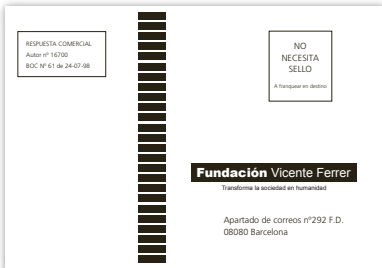 RESPUESTA COMERCIAL
Autor nº 16700
BOC Nº 61 de 24-07-98
NO
NECESITA
SELLO
A franquear en destino
Fundación Vicente Ferrer
Transforma la sociedad en humanidad
Apartado de correos nº292 F.D.
08080 Barcelona